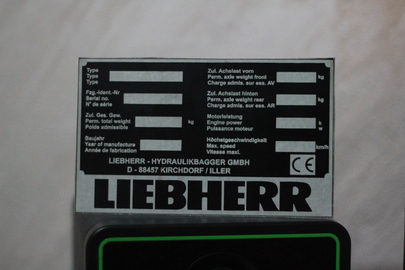 Type
Type
Type
Fzg.-Ident.-Nr
Serial no.
N° de série
Zul. Ges. Gew.
Perm. total weight kg
Poids admissible
Baujahr
Year of manufacture
Année de fabrication
Zul. Achslast vorn
Perm. axle weight front kg
Charge admis. sur ess. AV
Zul. Achslast hinten
Perm. axle weight rear kg
Charge admis. sur ess. AR
Motorleistung
Engine power
Puissance moteur
Höchstgeschwindigkeit
Max. speed km/h
Vitesse maxi.
LIEBHERR - HYDRAULIKBAGGER GMBH
D - 88457 KIRCHDORF / ILLER
CE
LIEBHERR